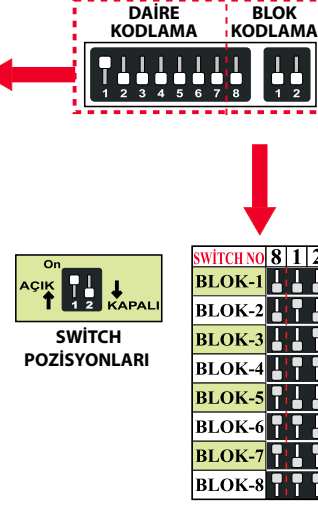 DAİRE KODLAMA
BLOK KODLAMA
1 2 3 4 5 6 7 8
1 2
On
AÇIK
1 2
KAPALI
SWİTCH POZİSYONLARI
SWİTCH NO 8 1 2
BLOK-1
BLOK-2
BLOK-3
BLOK-4
BLOK-5
BLOK-6
BLOK-7
BLOK-8